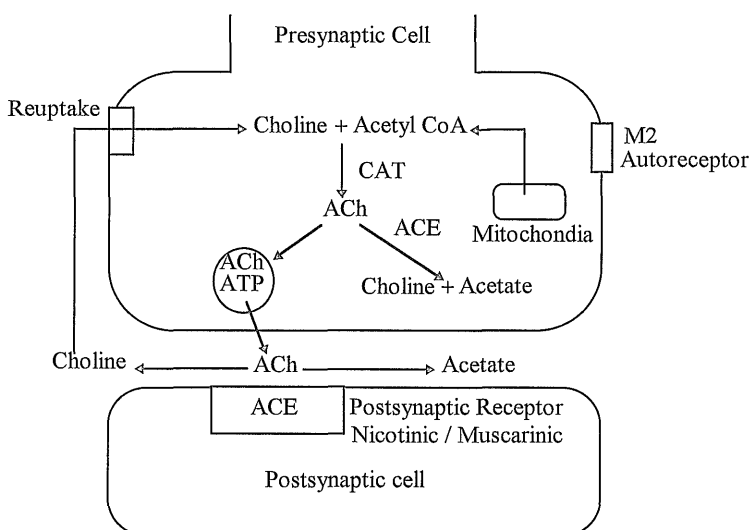 Presynaptic Cell
Reuptake
Choline + Acetyl CoA
M2
Autoreceptor
CAT
ACh
ACE
Mitochondia
ACh
ATP
Choline + Acetate
Choline
ACh
Acetate
ACE
Postsynaptic Receptor
Nicotinic / Muscarinic
Postsynaptic cell